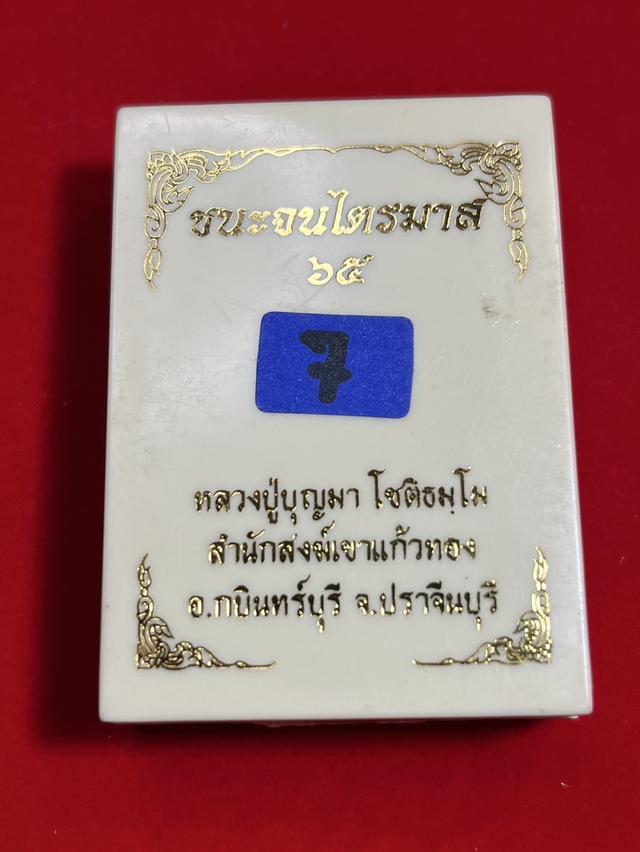 ชนะจนไตรมาส
๖๕
จ
หลวงปู่บุญมา โชติธมฺโม
สำนักสงฆ์เขาแก้วทอง
อ.กบินทร์บุรี จ.ปราจีนบุรี